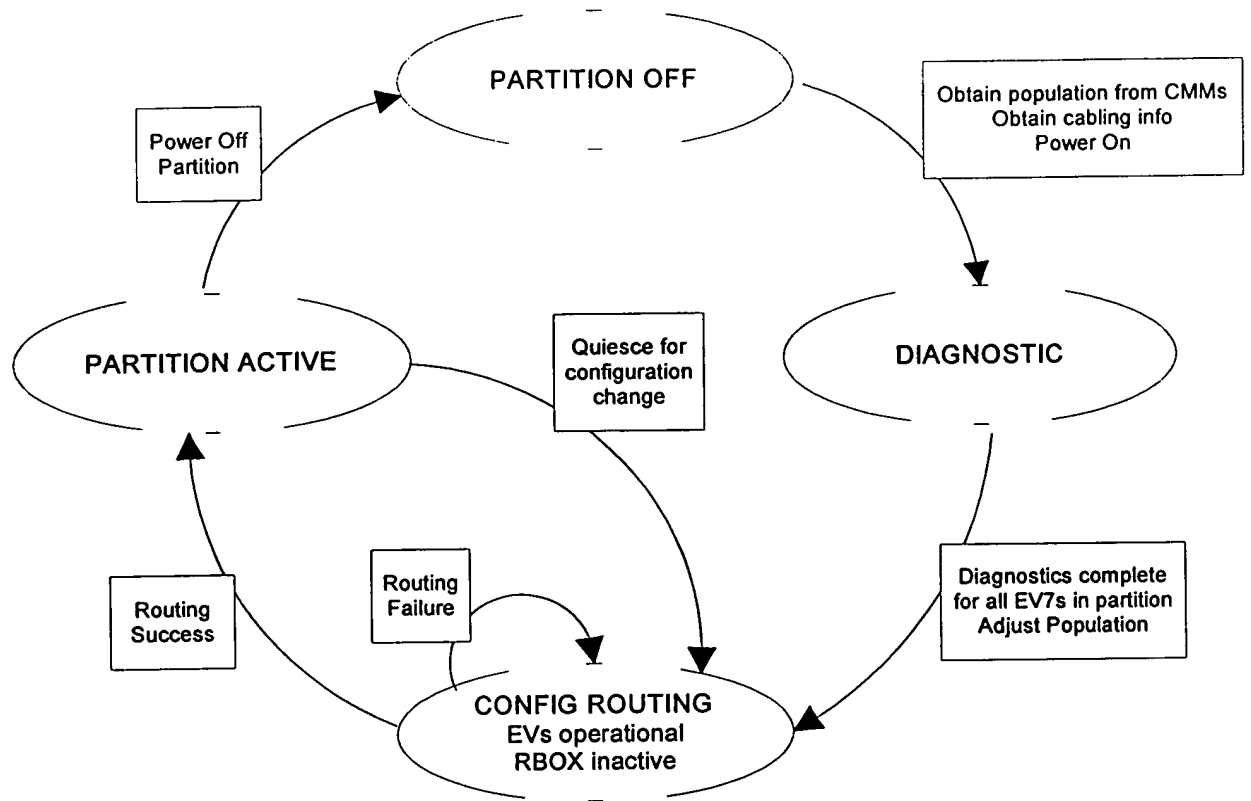 PARTITION OFF
Obtain population from CMMs
Obtain cabling info
Power On
Power Off
Partition
PARTITION ACTIVE
Quiesce for
configuration
change
DIAGNOSTIC
Routing
Success
Routing
Failure
Diagnostics complete
for all EV7s in partition
Adjust Population
CONFIG ROUTING
EVs operational
RBOX inactive